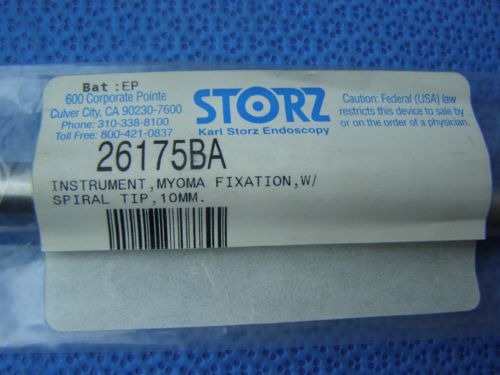 Bat :EP
600 Corporate Pointe
Culver City, CA 90230-7600
Phone: 310-338-8100
Toll Free: 800-421-0837
STORZ
Karl Storz Endoscopy
Caution: Federal (USA) law
restricts this device to sale by
or on the order of a physician.
26175BA
INSTRUMENT,MYOMA FIXATION,W/
SPIRAL TIP,10MM.